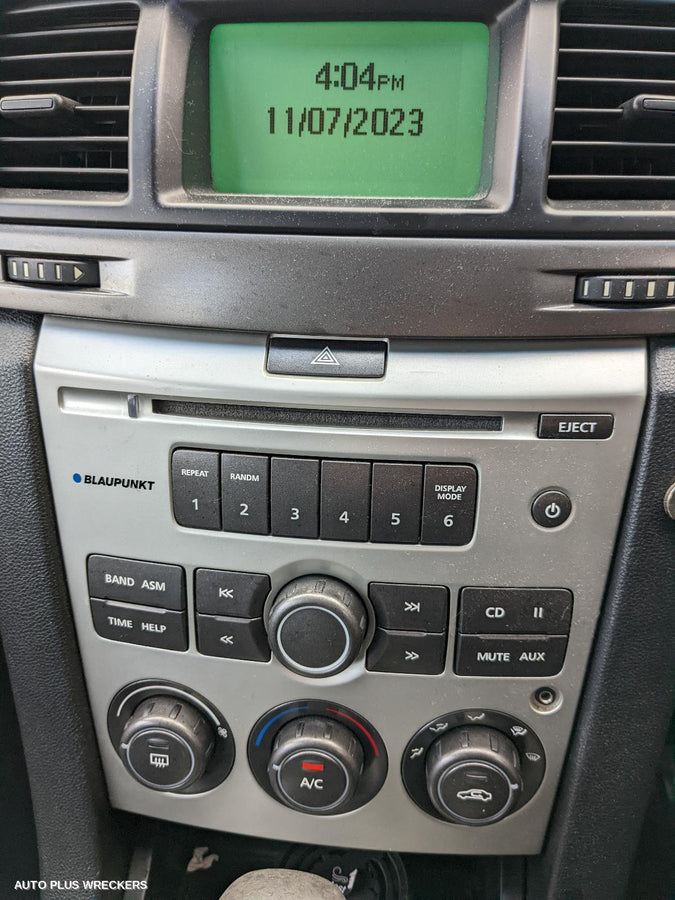 4:04PM
11/07/2023
EJECT
REPEAT
1
RANDM
2
3
4
5
DISPLAY
MODE
6
BLAUPUNKT
BAND ASM
TIME HELP
CD
MUTE AUX
A/C
AUTO PLUS WRECKERS